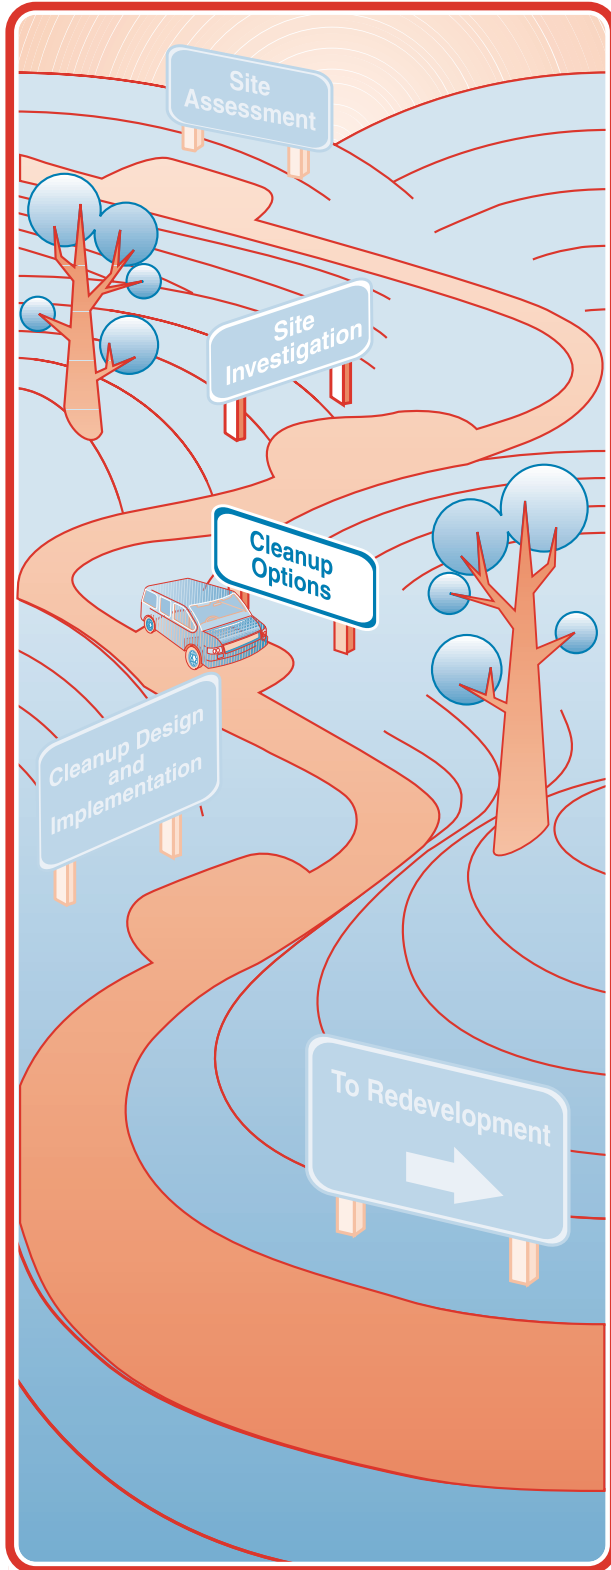 Site
Assessment
Site
Investigation
Cleanup
Options
Cleanup Design
and
Implementation
To Redevelopment